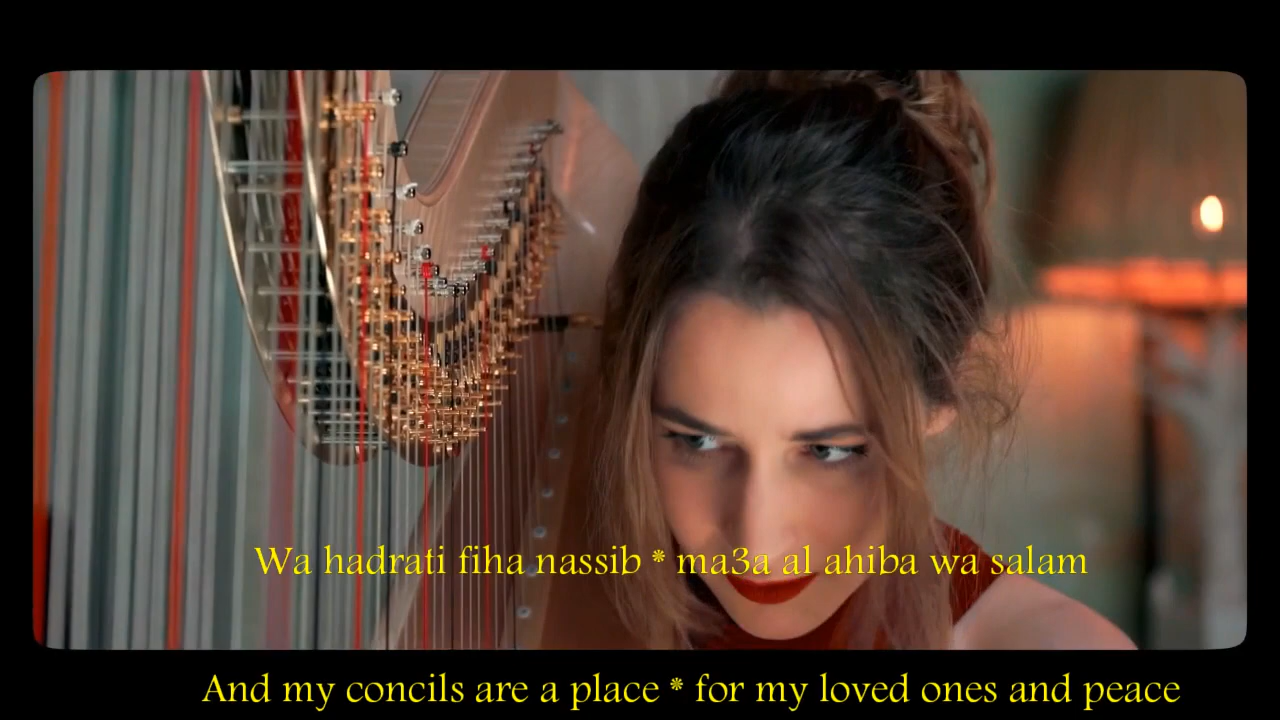 Wa hadrati fiha nassib * ma3a al ahiba wa salam
And my concils are a place * for my loved ones and peace